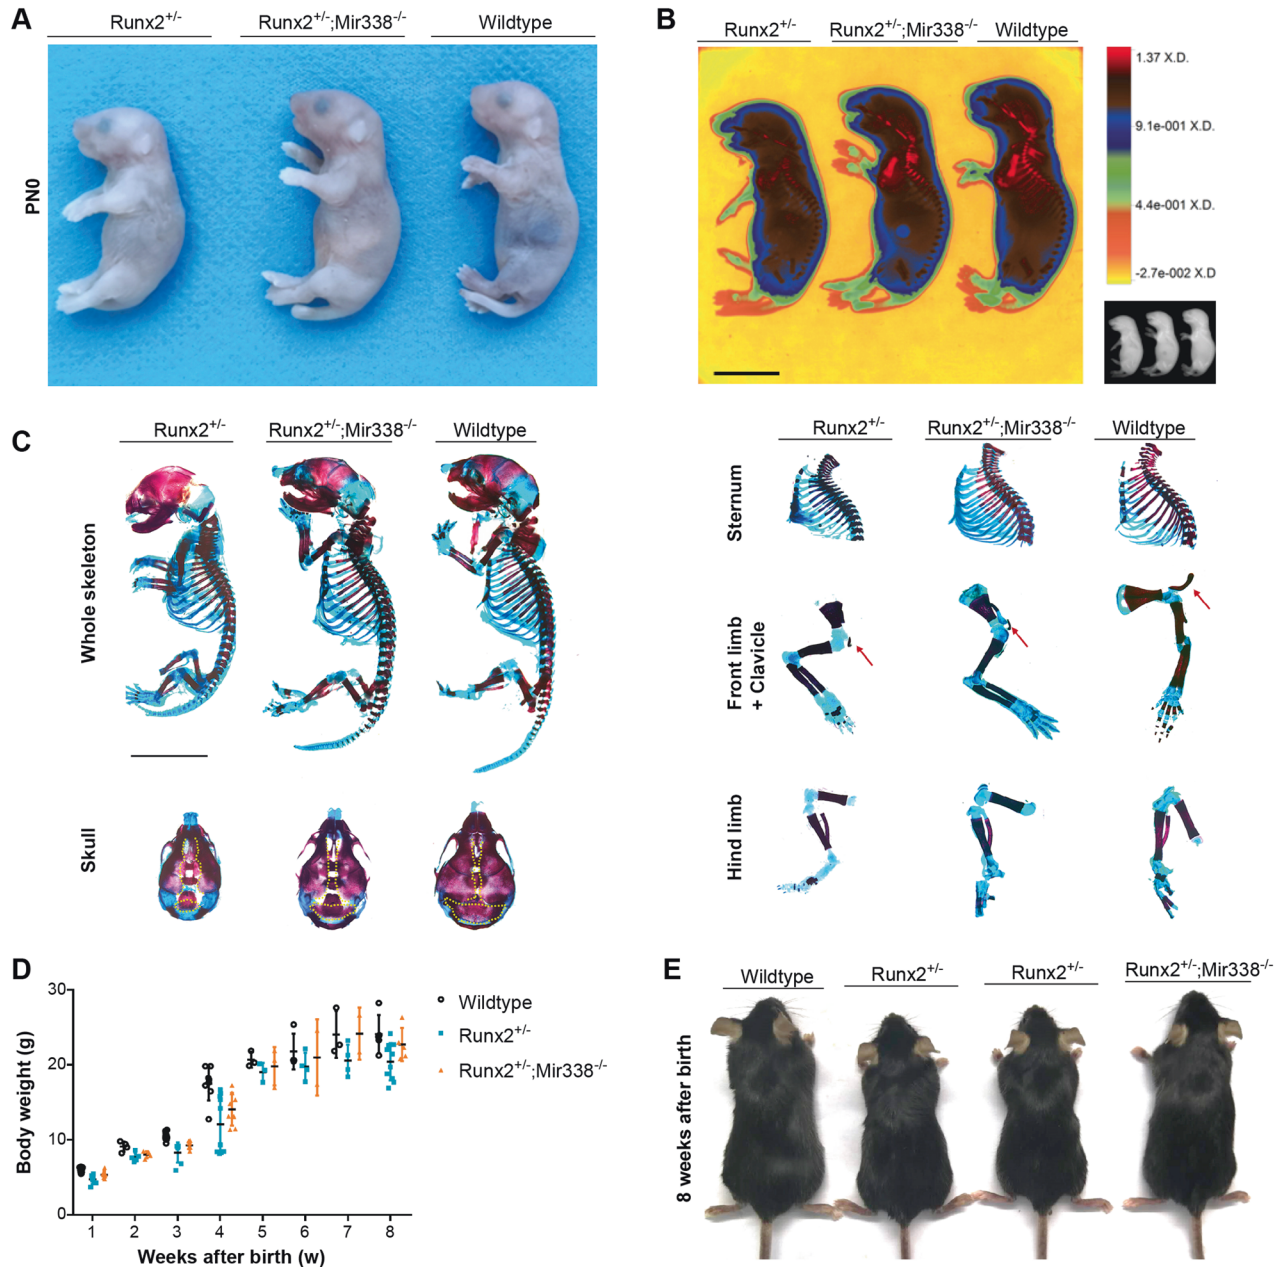 A
Runx2+/-
Runx2+/-;Mir338-/-
Wildtype
PN0
B
Runx2+/-
Runx2+/-;Mir338-/-
Wildtype
1.37 X.D.
9.1e-001 X.D.
4.4e-001 X.D.
-2.7e-002 X.D
C
Runx2+/-
Runx2+/-;Mir338-/-
Wildtype
Whole skeleton
Skull
Runx2+/-
Runx2+/-;Mir338-/-
Wildtype
Sternum
Front limb
+ Clavicle
Hind limb
D
Body weight (g)
30
20
10
0
1 2 3 4 5 6 7 8
Weeks after birth (w)
Wildtype
Runx2+/-
Runx2+/-;Mir338-/-
E
Wildtype
Runx2+/-
Runx2+/-
Runx2+/-;Mir338-/-
8 weeks after birth